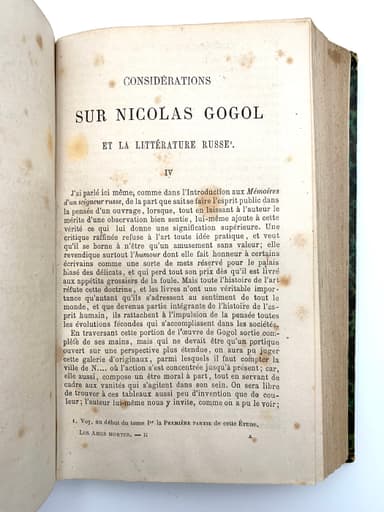 CONSIDÉRATIONS
SUR NICOLAS GOGOL
ET LA LITTÉRATURE RUSSE¹.
IV
J'ai parlé ici même, comme dans l'Introduction aux Mémoires
d'un seigneur russe, de la part que sait se faire l'esprit public dans
la pensée d'un ouvrage, lorsque, tout en laissant à l'auteur le
mérite d'une observation bien sentie, lui-même ajoute à cette
vérité ce qui lui donne une signification supérieure. Une
critique raffinée refuse à l'art toute idée pratique, et veut
qu'il se borne à n'être qu'un amusement sans valeur; elle
revendique surtout l'humour dont elle fait honneur à certains
écrivains comme une sorte de mets réservé pour le palais
blasé des délicats, et qui perd tout son prix dès qu'il est livré
aux appétits grossiers de la foule. Mais toute l'histoire de l'art
réfute cette doctrine, et les livres n'ont une véritable impor-
tance qu'autant qu'ils s'adressent au sentiment de tout le
monde, et que devenus partie intégrante de l'histoire de l'es-
prit humain, ils rattachent à l'impulsion de la pensée toutes
les évolutions fécondes qui s'accomplissent dans les sociétés.
En traversant cette portion de l'œuvre de Gogol sortie com-
plète de ses mains, mais qui ne devait être qu'un portique
ouvert sur une perspective plus étendue, on aura pu juger
cette galerie d'originaux, parmi lesquels il faut compter la
ville de N.... où l'action s'est concentrée jusqu'à présent; car,
elle aussi, compose un être moral à part, tout en servant de
cadre aux vanités qui s'agitent dans son sein. On sera libre
de trouver à ces tableaux aussi peu d'invention que de cou-
leur; l'auteur lui-même nous y invite, comme on a pu le voir;
1. Voy. au début du tome Iᵉʳ la PREMIÈRE PARTIE de cette ÉTUDE.
LES AMES MORTES. — II
A